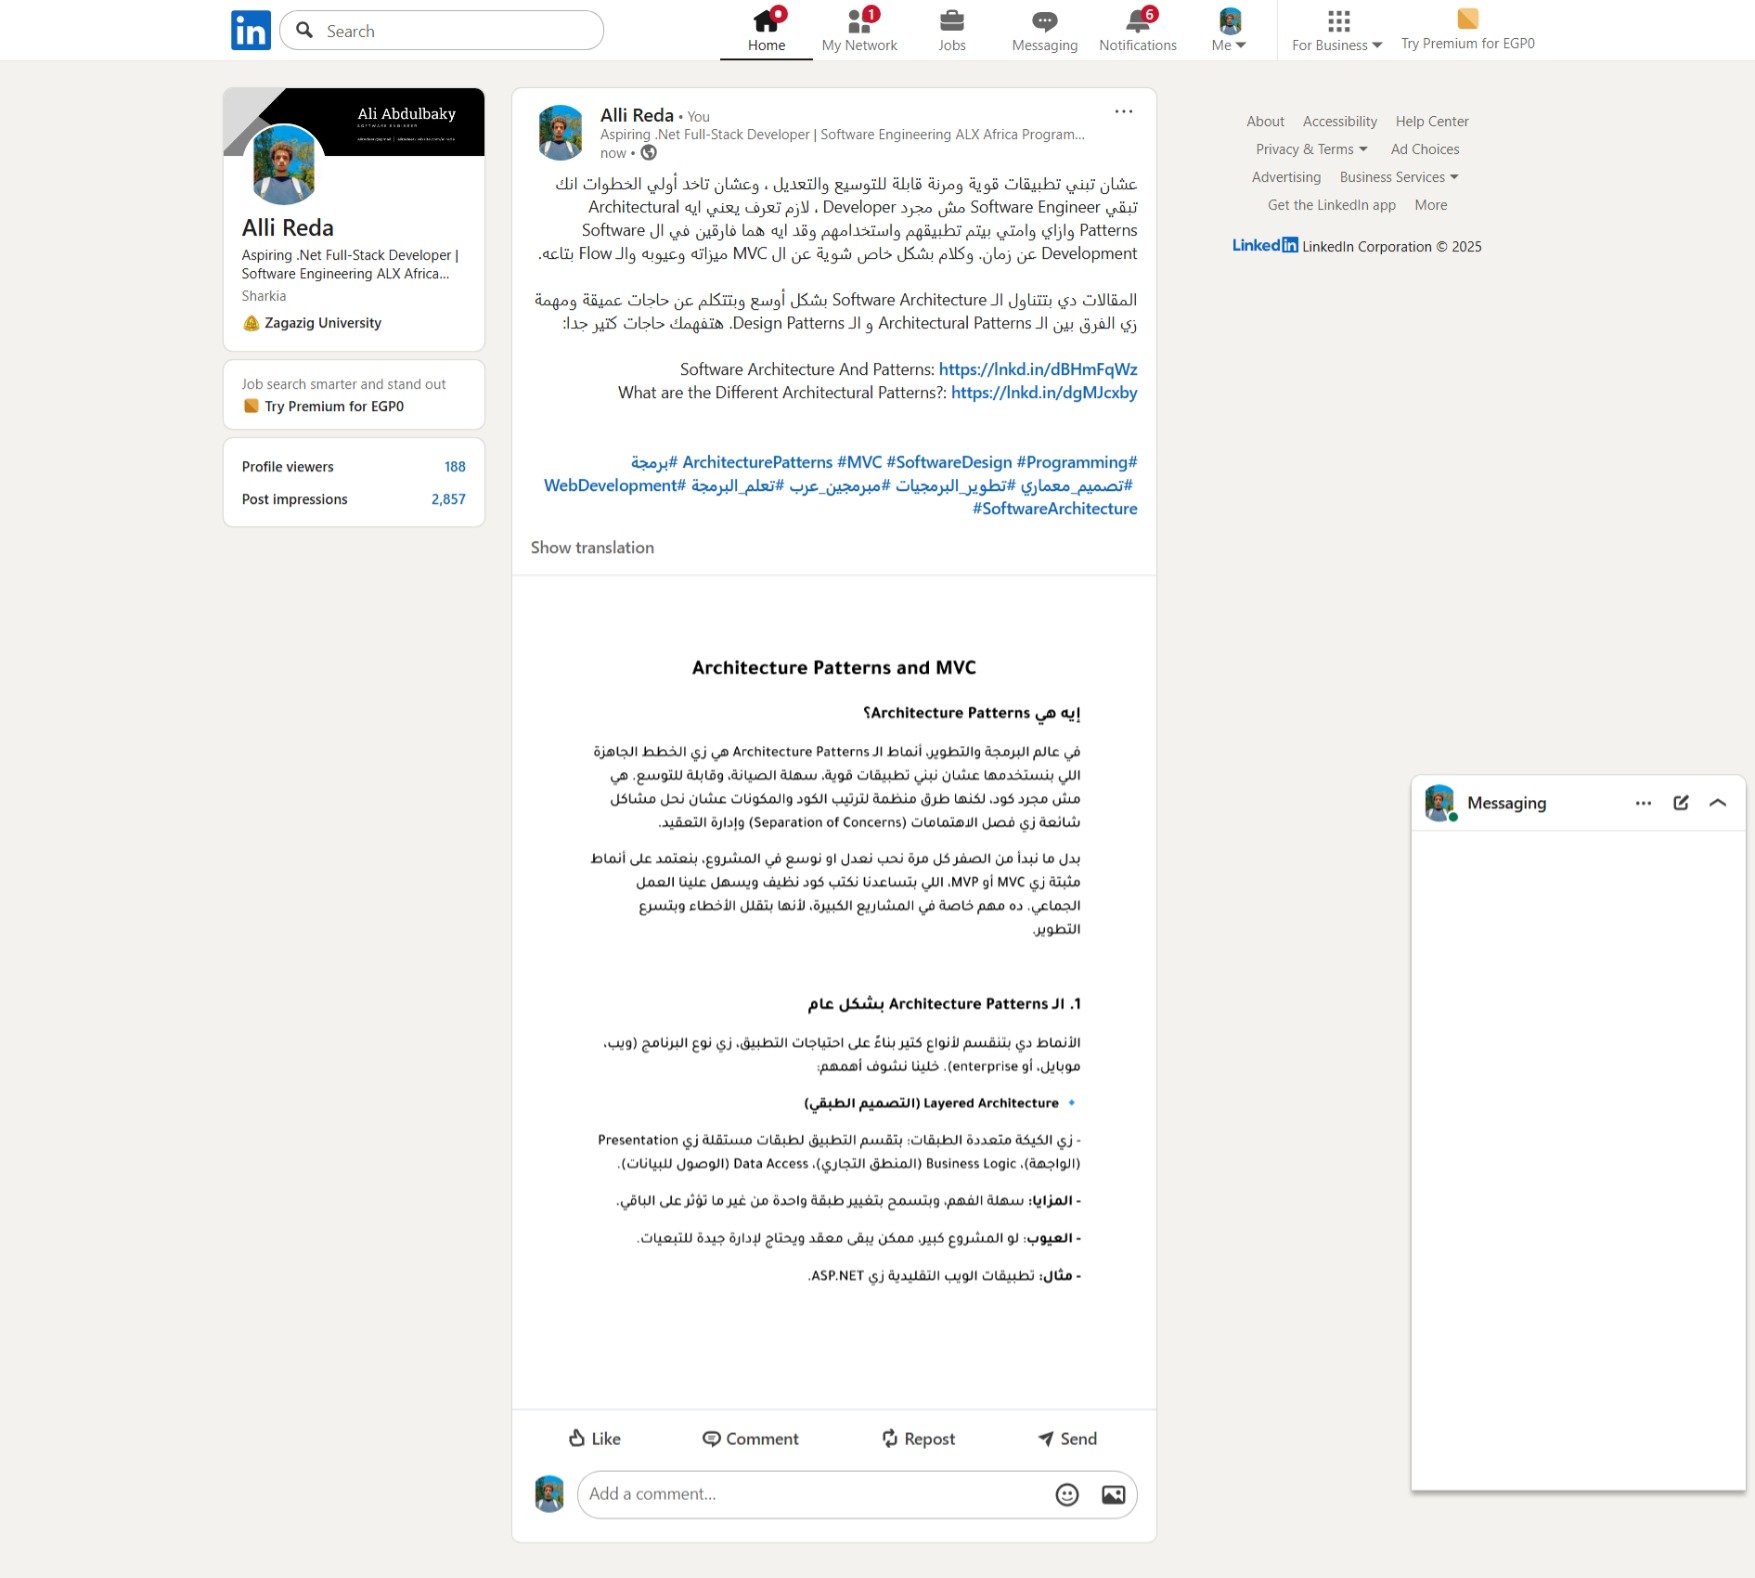 in
Search
Home
1
My Network
Jobs
Messaging
6
Notifications
Me
For Business
Try Premium for EGP0
Ali Abdulbaky
SOFTWARE ENGINEER
Alli Reda
Aspiring .Net Full-Stack Developer |
Software Engineering ALX Africa...
Sharkia
Zagazig University
Job search smarter and stand out
Try Premium for EGP0
Profile viewers 188
Post impressions 2,857
Alli Reda • You
Aspiring .Net Full-Stack Developer | Software Engineering ALX Africa Program...
now •
عشان تبني تطبيقات قوية ومرنة قابلة للتوسيع والتعديل ، وعشان تاخد أولي الخطوات انك
تبقي Software Engineer مش مجرد Developer ، لازم تعرف يعني ايه Architectural
Patterns وازاي وامتي بيتم تطبيقهم واستخدامهم وقد ايه هما فارقين في ال Software
Development عن زمان. وكلام بشكل خاص شوية عن ال MVC ميزاته وعيوبه والـ Flow بتاعه.
المقالات دي بتتناول الـ Software Architecture بشكل أوسع وبتتكلم عن حاجات عميقة ومهمة
زي الفرق بين الـ Architectural Patterns و الـ Design Patterns. هتفهمك حاجات كتير جدا:
Software Architecture And Patterns: https://lnkd.in/dBHmFqWz
What are the Different Architectural Patterns?: https://lnkd.in/dgMJcxby
#برمجة ArchitecturePatterns #MVC #SoftwareDesign #Programming#
#تصميم_معماري #تطوير_البرمجيات #مبرمجين_عرب #تعلم_البرمجة #WebDevelopment
#SoftwareArchitecture
Show translation
Architecture Patterns and MVC
إيه هي Architecture Patterns؟
في عالم البرمجة والتطوير، أنماط الـ Architecture Patterns هي زي الخطط الجاهزة
اللي بنستخدمها عشان نبني تطبيقات قوية، سهلة الصيانة، وقابلة للتوسع. هي
مش مجرد كود، لكنها طرق منظمة لترتيب الكود والمكونات عشان نحل مشاكل
شائعة زي فصل الاهتمامات (Separation of Concerns) وإدارة التعقيد.
بدل ما نبدأ من الصفر كل مرة نحب نعدل او نوسع في المشروع، بنعتمد على أنماط
مثبتة زي MVC أو MVP، اللي بتساعدنا نكتب كود نظيف ويسهل علينا العمل
الجماعي. ده مهم خاصة في المشاريع الكبيرة، لأنها بتقلل الأخطاء وبتسرع
التطوير.
1. الـ Architecture Patterns بشكل عام
الأنماط دي بتنقسم لأنواع كتير بناءً على احتياجات التطبيق، زي نوع البرنامج (ويب،
موبايل، أو enterprise). خلينا نشوف أهمهم:
🔹 Layered Architecture (التصميم الطبقي)
- زي الكيكة متعددة الطبقات: بتقسم التطبيق لطبقات مستقلة زي Presentation
(الواجهة)، Business Logic (المنطق التجاري)، Data Access (الوصول للبيانات).
- المزايا: سهلة الفهم، وبتسمح بتغيير طبقة واحدة من غير ما تؤثر على الباقي.
- العيوب: لو المشروع كبير، ممكن يبقى معقد ويحتاج لإدارة جيدة للتبعيات.
- مثال: تطبيقات الويب التقليدية زي ASP.NET.
Like
Comment
Repost
Send
Add a comment...
About Accessibility Help Center
Privacy & Terms Ad Choices
Advertising Business Services
Get the LinkedIn app More
LinkedIn LinkedIn Corporation © 2025
Messaging